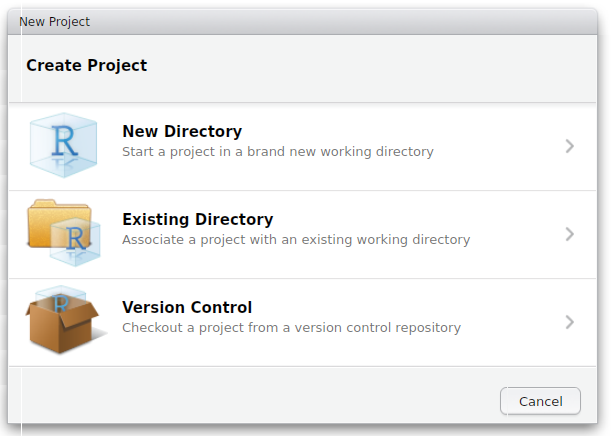 New Project
Create Project
R
New Directory
Start a project in a brand new working directory
R
Existing Directory
Associate a project with an existing working directory
R
Version Control
Checkout a project from a version control repository
Cancel